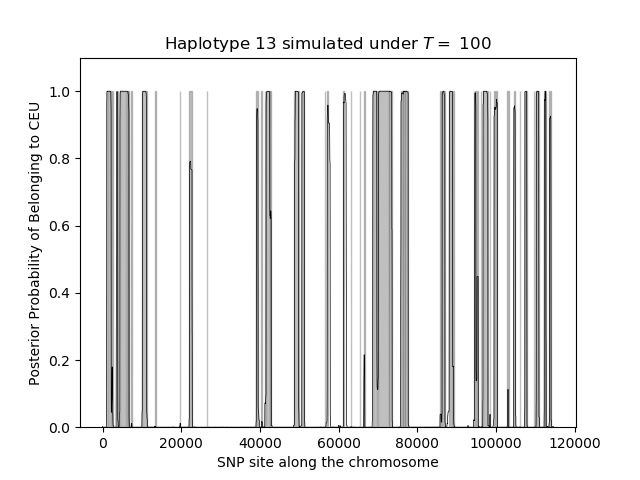 Haplotype 13 simulated under T = 100
Posterior Probability of Belonging to CEU
1.0
0.8
0.6
0.4
0.2
0.0
0 20000 40000 60000 80000 100000 120000
SNP site along the chromosome